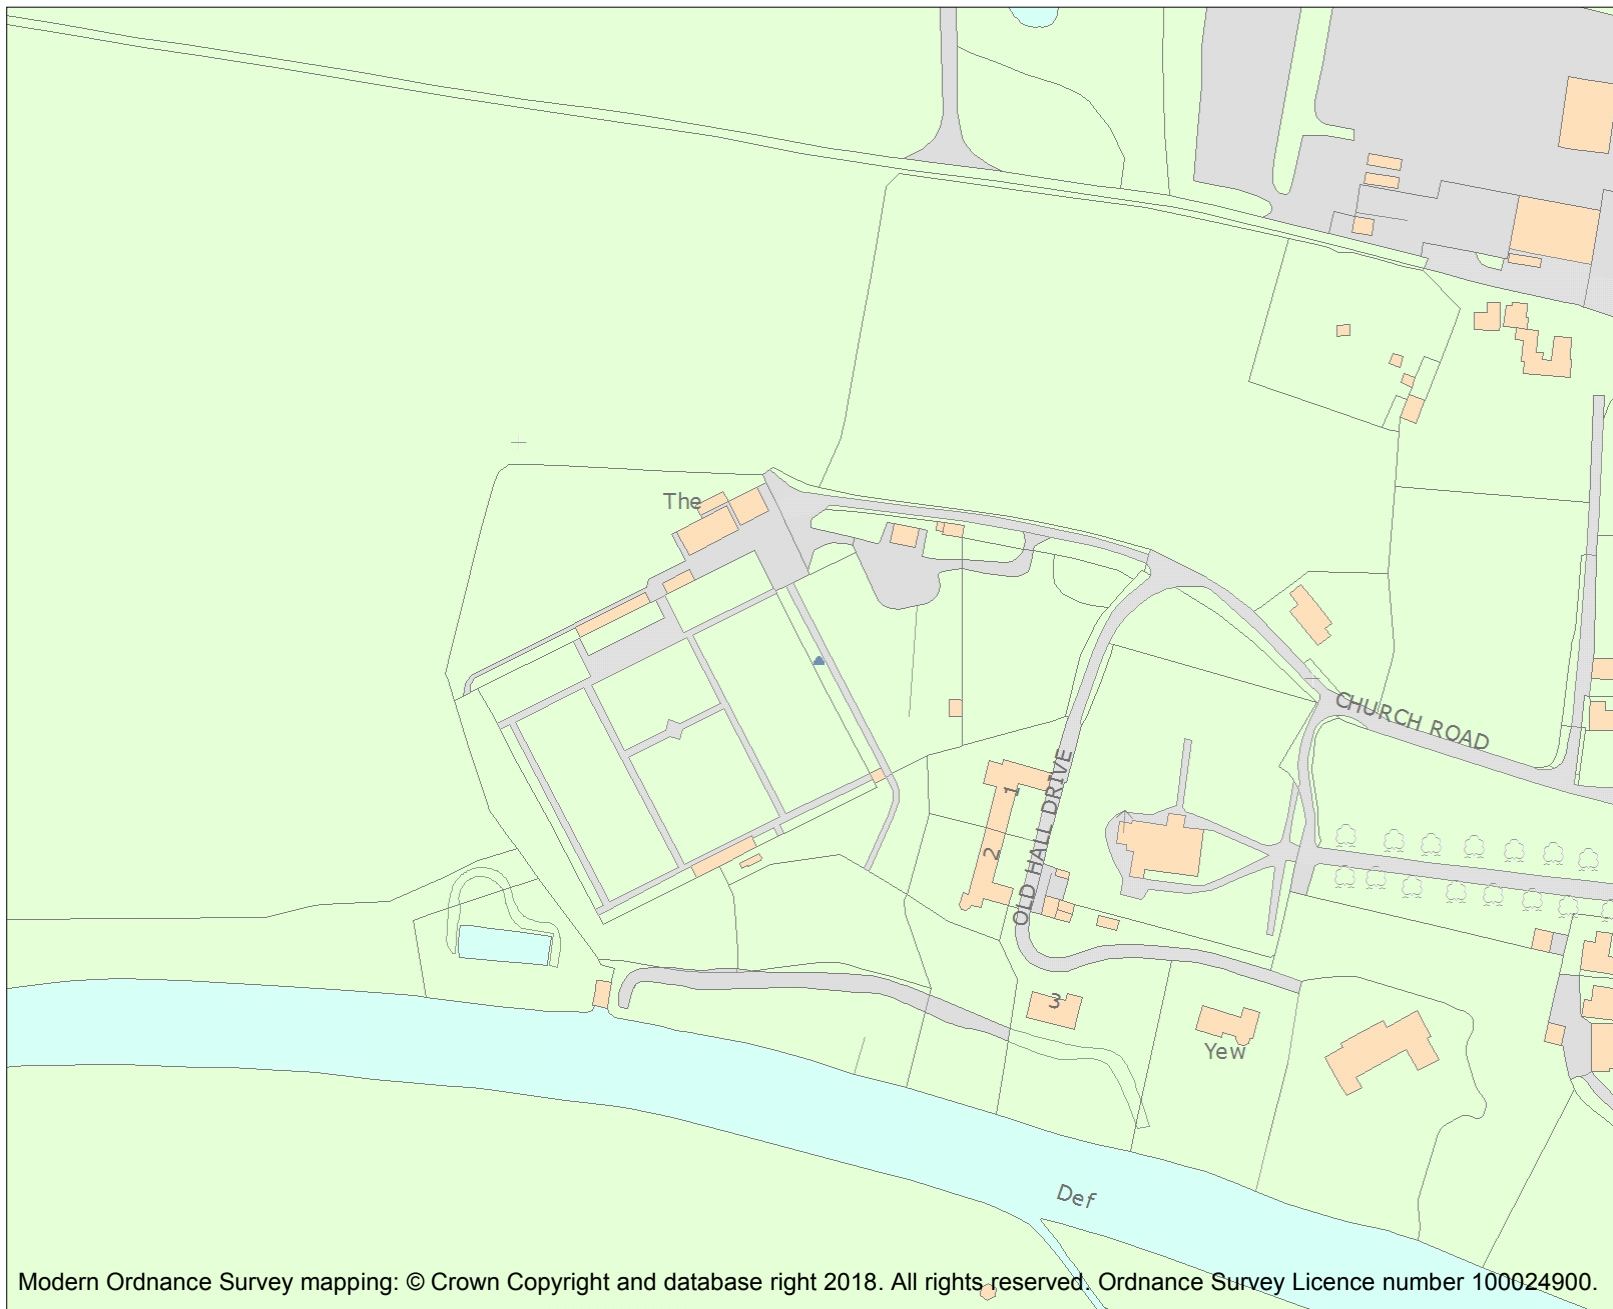 The
CHURCH ROAD
OLD HALL DRIVE
1
2
3
Yew
Def
Modern Ordnance Survey mapping: © Crown Copyright and database right 2018. All rights reserved. Ordnance Survey Licence number 100024900.